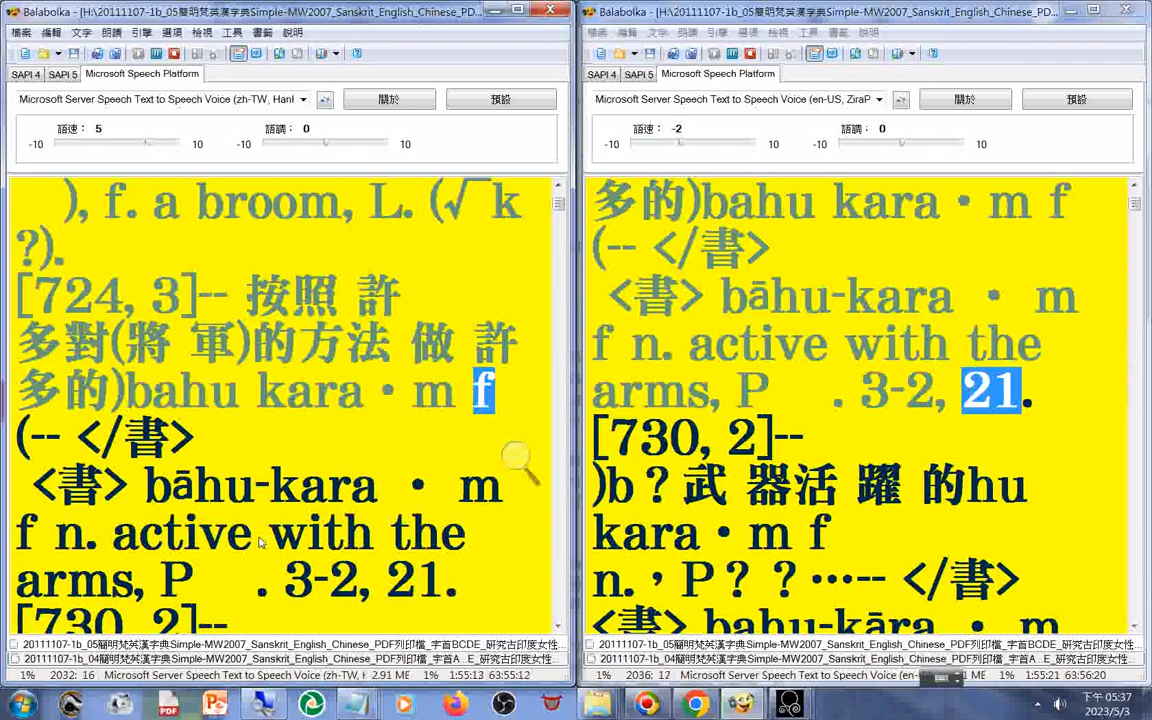 Balabolka - [H:\20111107-1b_05簡明梵英漢字典Simple-MW2007_Sanskrit_English_Chinese_PD...
檔案 編輯 文字 朗讀 引擎 選項 檢視 工具 書籤 說明
SAPI 4 SAPI 5 Microsoft Speech Platform
Microsoft Server Speech Text to Speech Voice (zh-TW, HanH
關於 預設
語速： 5 語調： 0
-10 10 -10 10
), f. a broom, L. (√ k
?).
[724, 3]-- 按照 許
多對(將 軍)的方法 做 許
多的)bahu kara・m f
(-- </書>
<書> bāhu-kara ・ m
f n. active with the
arms, P . 3-2, 21.
[730, 2]--
20111107-1b_05簡明梵英漢字典Simple-MW2007_Sanskrit_English_Chinese_PDF列印檔_字首BCDE_研究古印度女性...
20111107-1b_04簡明梵英漢字典Simple-MW2007_Sanskrit_English_Chinese_PDF列印檔_字首A...E_研究古印度女性...
1% 2032: 16 Microsoft Server Speech Text to Speech Voice (zh-TW, H 2.91 MB 1% 1:55:13 63:55:12
Balabolka - [H:\20111107-1b_05簡明梵英漢字典Simple-MW2007_Sanskrit_English_Chinese_PD...
檔案 編輯 文字 朗讀 引擎 選項 檢視 工具 書籤 說明
SAPI 4 SAPI 5 Microsoft Speech Platform
Microsoft Server Speech Text to Speech Voice (en-US, ZiraP
關於 預設
語速： -2 語調： 0
-10 10 -10 10
多的)bahu kara・m f
(-- </書>
<書> bāhu-kara ・ m
f n. active with the
arms, P . 3-2, 21.
[730, 2]--
)b？武 器活 躍 的hu
kara・m f
n.，P？？…-- </書>
<書> bahu-kāra ・ m
20111107-1b_05簡明梵英漢字典Simple-MW2007_Sanskrit_English_Chinese_PDF列印檔_字首BCDE_研究古印度女性...
20111107-1b_04簡明梵英漢字典Simple-MW2007_Sanskrit_English_Chinese_PDF列印檔_字首A...E_研究古印度女性...
1% 2036: 12 Microsoft Server Speech Text to Speech Voice (en-US, 1% 1:55:21 63:56:20
下午 05:37
2023/5/3